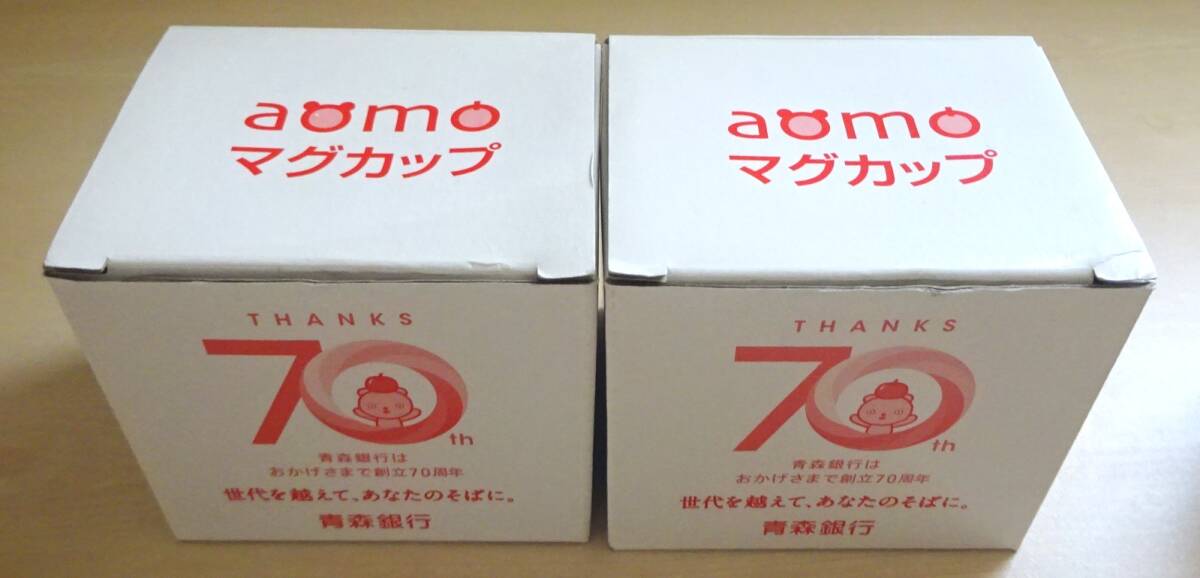 aomo
マグカップ
THANKS
70th
青森銀行は
おかげさまで創立70周年
世代を越えて、あなたのそばに。
青森銀行
aomo
マグカップ
THANKS
70th
青森銀行は
おかげさまで創立70周年
世代を越えて、あなたのそばに。
青森銀行